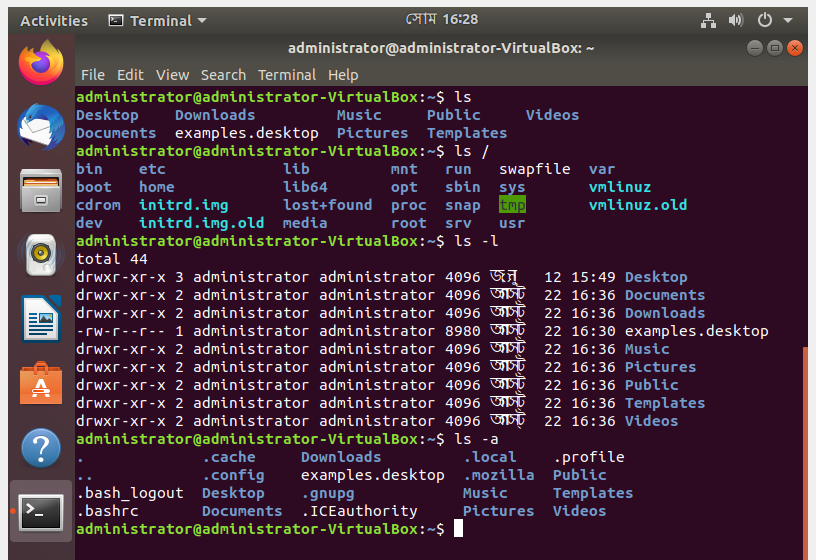 Activities Terminal সোম 16:28
administrator@administrator-VirtualBox: ~
File Edit View Search Terminal Help
administrator@administrator-VirtualBox:~$ ls
Desktop Downloads Music Public Videos
Documents examples.desktop Pictures Templates
administrator@administrator-VirtualBox:~$ ls /
bin etc lib mnt run swapfile var
boot home lib64 opt sbin sys vmlinuz
cdrom initrd.img lost+found proc snap tmp vmlinuz.old
dev initrd.img.old media root srv usr
administrator@administrator-VirtualBox:~$ ls -l
total 44
drwxr-xr-x 3 administrator administrator 4096 12 15:49 Desktop
drwxr-xr-x 2 administrator administrator 4096 22 16:36 Documents
drwxr-xr-x 2 administrator administrator 4096 22 16:36 Downloads
-rw-r--r-- 1 administrator administrator 8980 22 16:30 examples.desktop
drwxr-xr-x 2 administrator administrator 4096 22 16:36 Music
drwxr-xr-x 2 administrator administrator 4096 22 16:36 Pictures
drwxr-xr-x 2 administrator administrator 4096 22 16:36 Public
drwxr-xr-x 2 administrator administrator 4096 22 16:36 Templates
drwxr-xr-x 2 administrator administrator 4096 22 16:36 Videos
administrator@administrator-VirtualBox:~$ ls -a
. .cache Downloads .local .profile
.. .config examples.desktop .mozilla Public
.bash_logout Desktop .gnupg Music Templates
.bashrc Documents .ICEauthority Pictures Videos
administrator@administrator-VirtualBox:~$